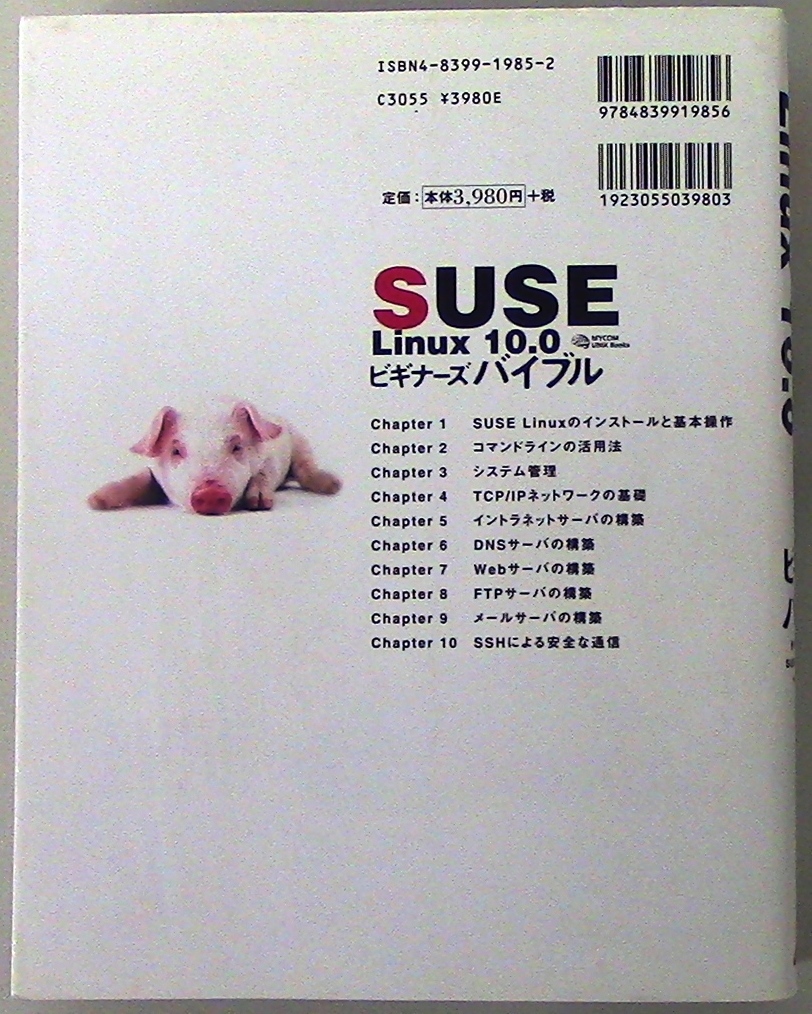 ISBN4-8399-1985-2
C3055 ¥3980E
9784839919856
定価：本体3,980円＋税
1923055039803
SUSE
Linux 10.0
MYCOM
UNIX Books
ビギナーズバイブル
Chapter 1 SUSE Linuxのインストールと基本操作
Chapter 2 コマンドラインの活用法
Chapter 3 システム管理
Chapter 4 TCP/IPネットワークの基礎
Chapter 5 イントラネットサーバの構築
Chapter 6 DNSサーバの構築
Chapter 7 Webサーバの構築
Chapter 8 FTPサーバの構築
Chapter 9 メールサーバの構築
Chapter 10 SSHによる安全な通信
Linux 10.0